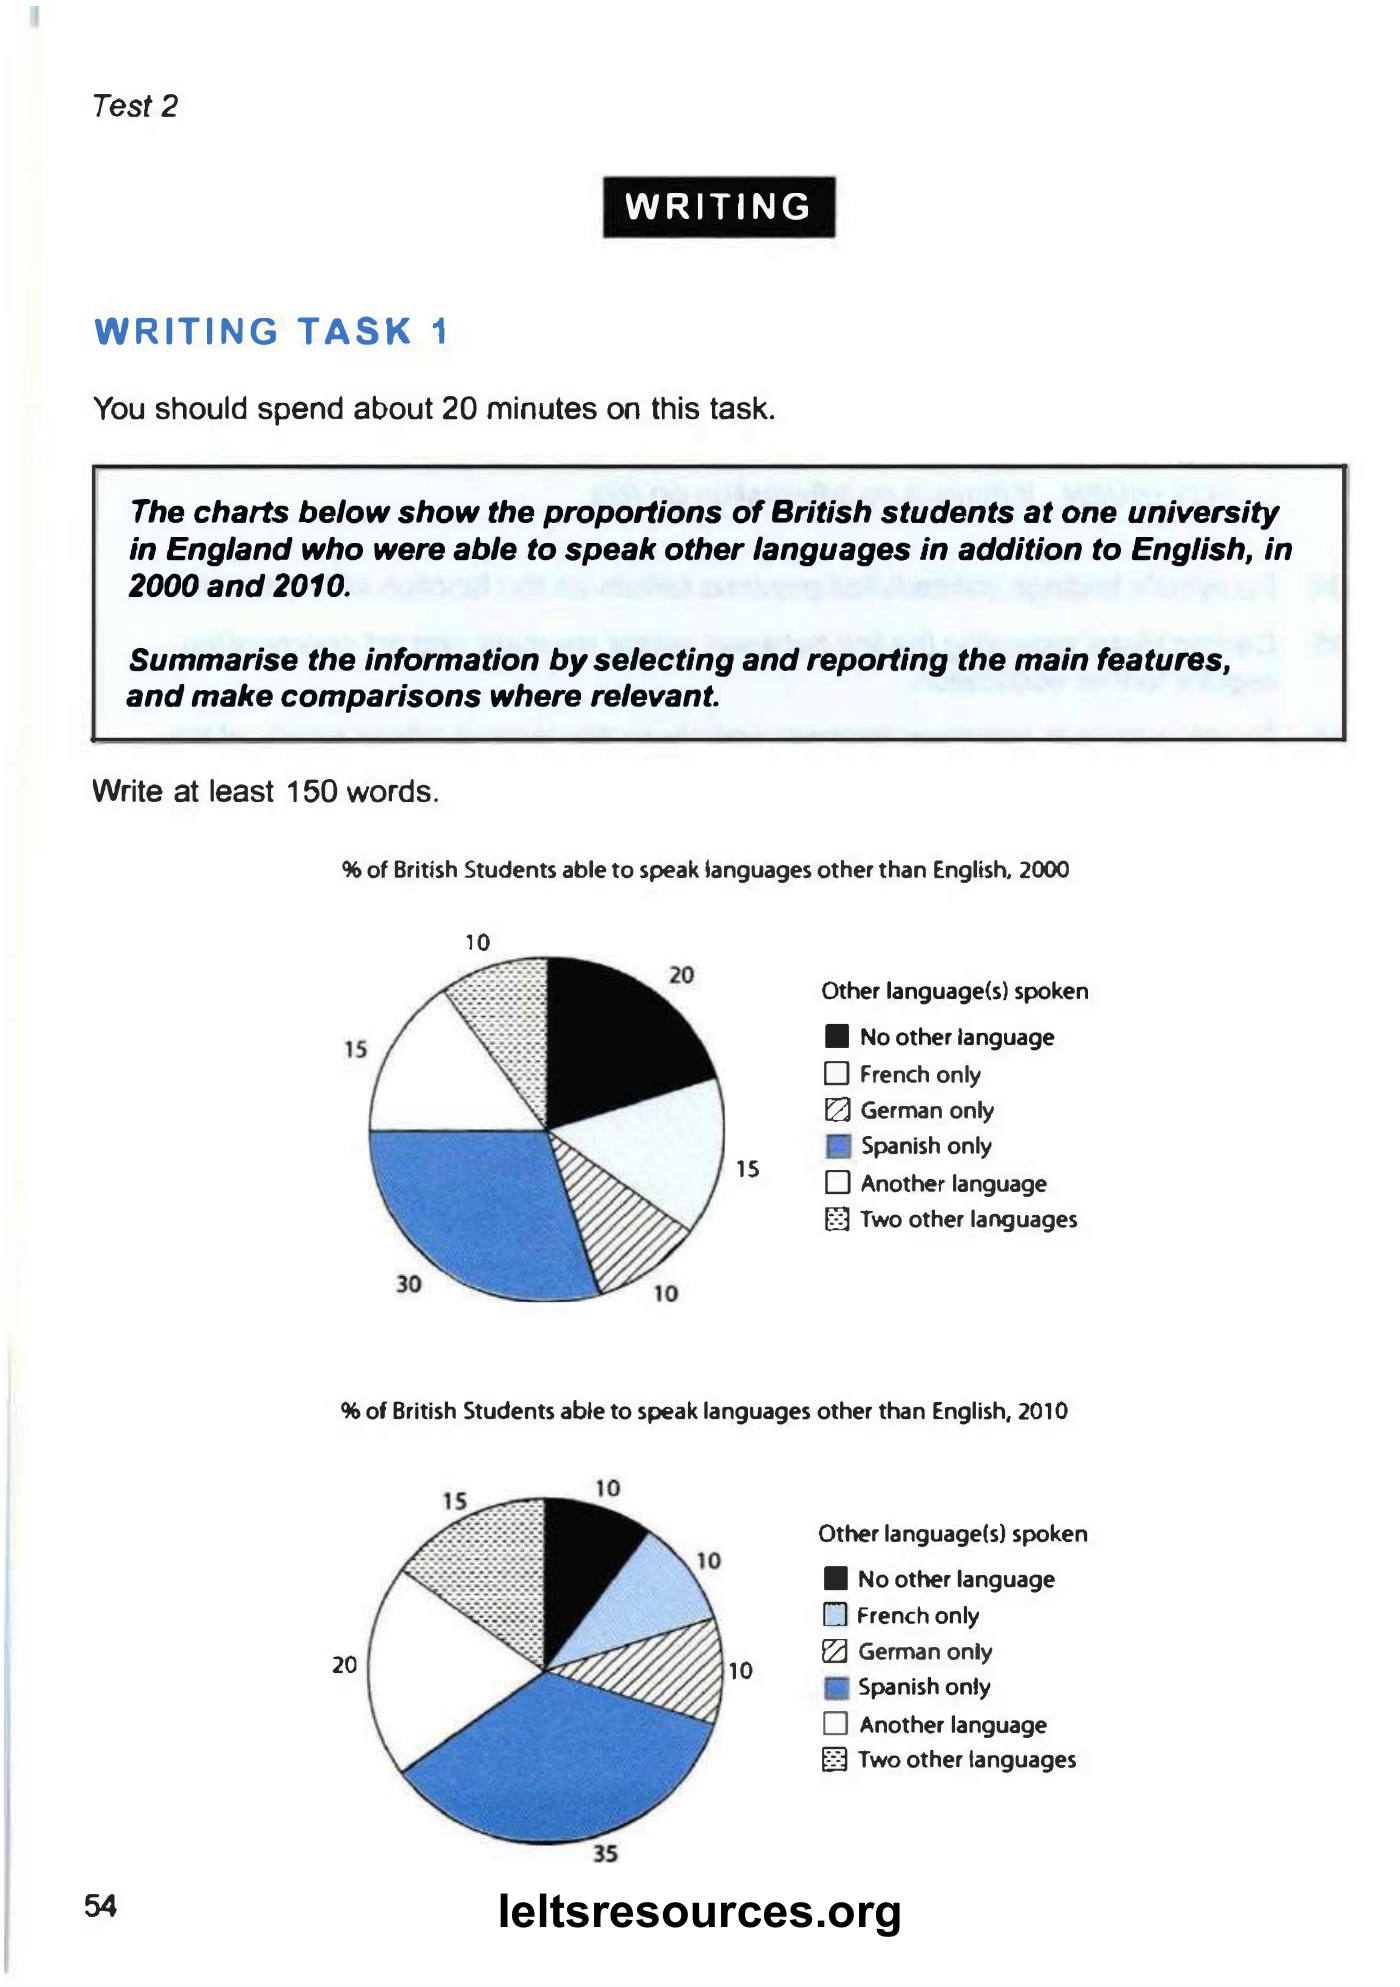 Test 2
WRITING
WRITING TASK 1
You should spend about 20 minutes on this task.
The charts below show the proportions of British students at one university
in England who were able to speak other languages in addition to English, in
2000 and 2010.
Summarise the information by selecting and reporting the main features,
and make comparisons where relevant.
Write at least 150 words.
% of British Students able to speak languages other than English, 2000
10
20
15
15
30
10
Other language(s) spoken
No other language
French only
German only
Spanish only
Another language
Two other languages
% of British Students able to speak languages other than English, 2010
15
10
10
20
10
35
Other language(s) spoken
No other language
French only
German only
Spanish only
Another language
Two other languages
54
Ieltsresources.org